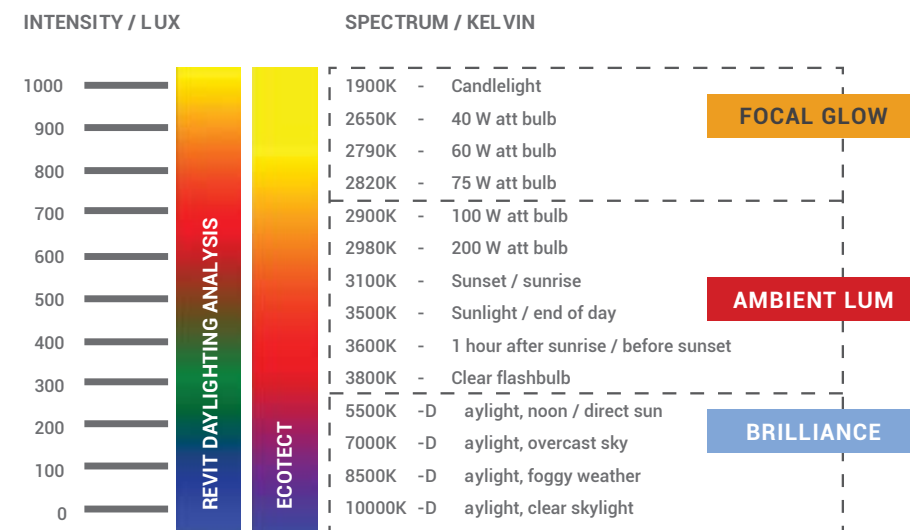 INTENSITY / LUX
SPECTRUM / KELVIN
1000
900
800
700
600
500
400
300
200
100
0
REVIT DAYLIGHTING ANALYSIS
ECOTECT
1900K - Candlelight
2650K - 40 W att bulb
2790K - 60 W att bulb
2820K - 75 W att bulb
2900K - 100 W att bulb
2980K - 200 W att bulb
3100K - Sunset / sunrise
3500K - Sunlight / end of day
3600K - 1 hour after sunrise / before sunset
3800K - Clear flashbulb
5500K -D aylight, noon / direct sun
7000K -D aylight, overcast sky
8500K -D aylight, foggy weather
10000K -D aylight, clear skylight
FOCAL GLOW
AMBIENT LUM
BRILLIANCE